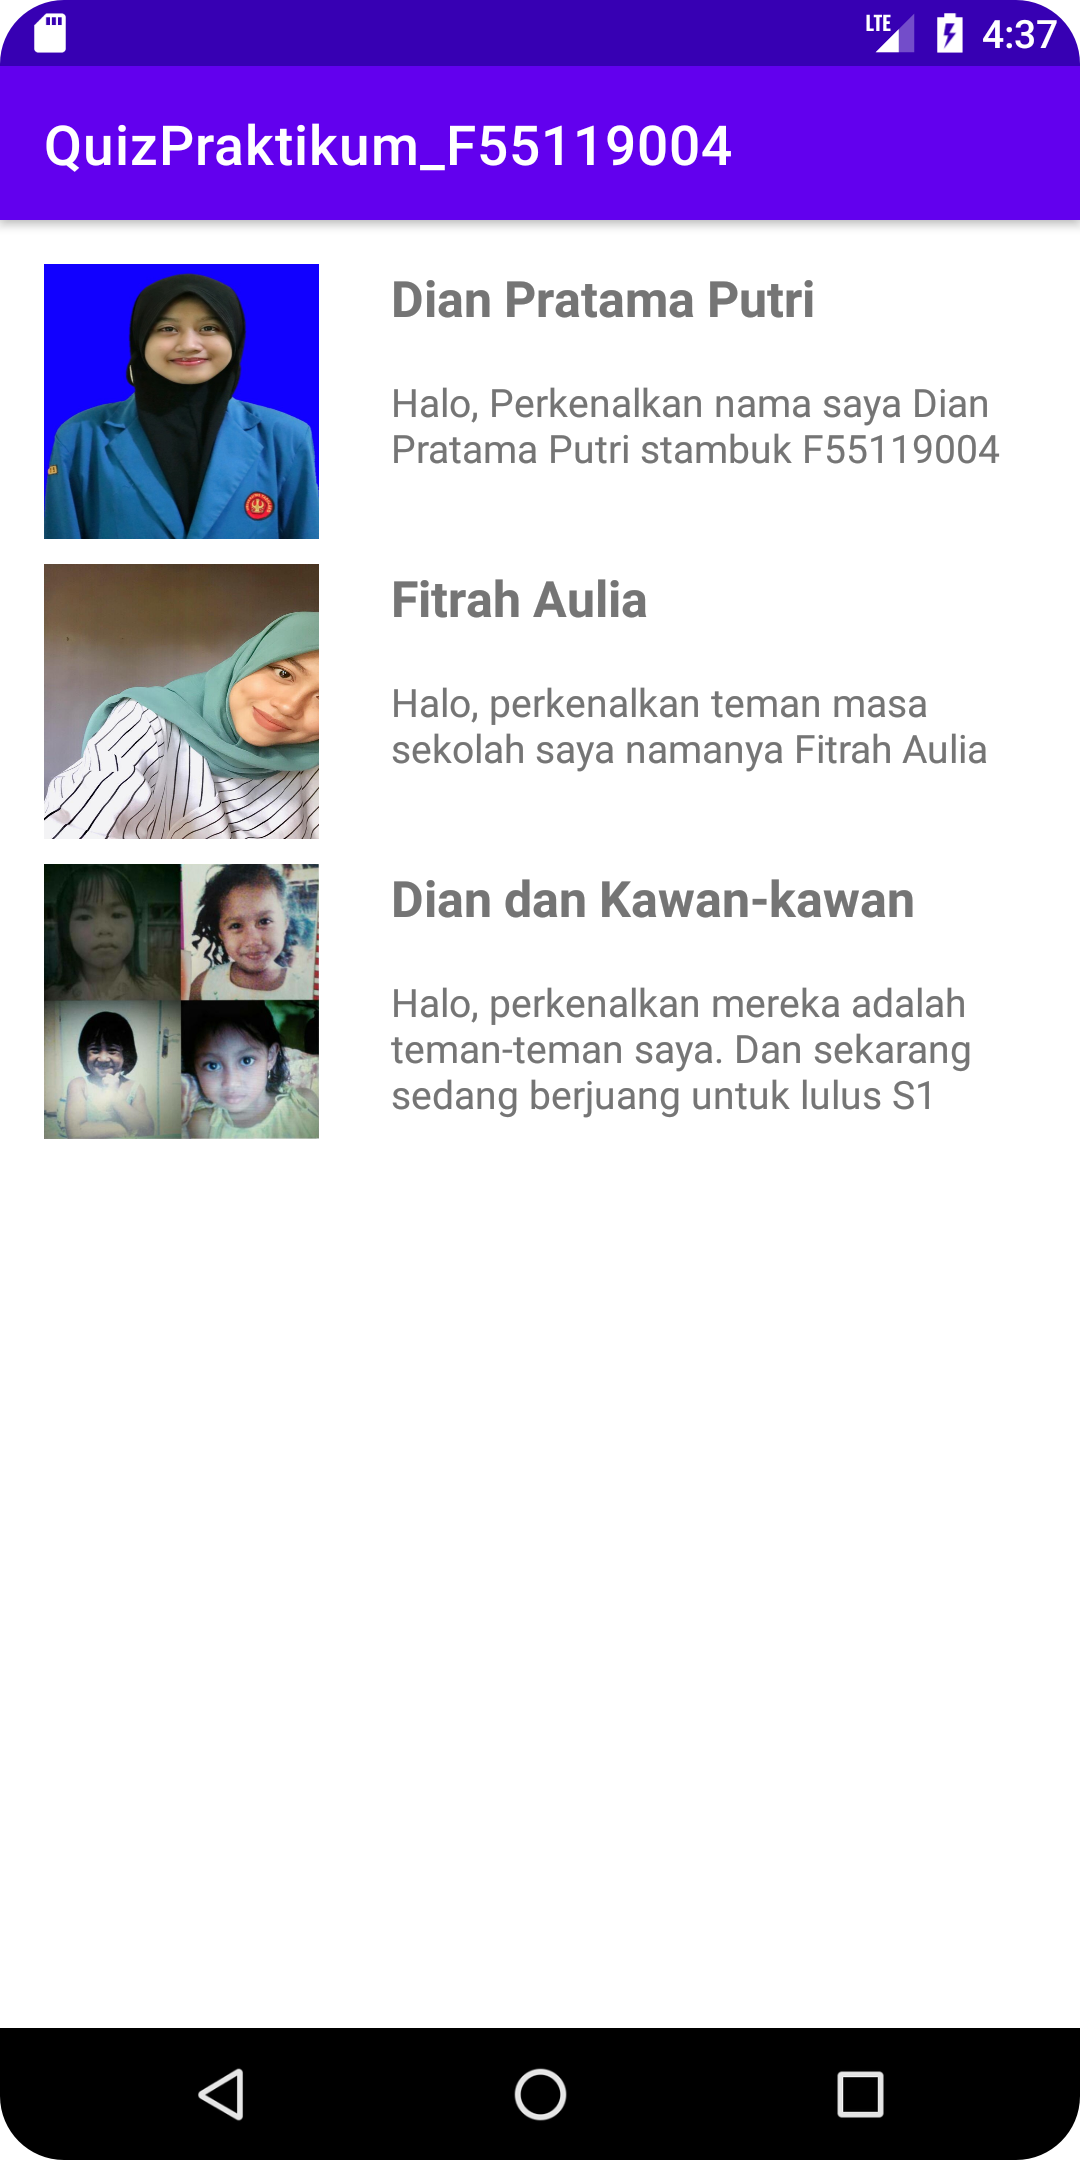 LTE 4:37
QuizPraktikum_F55119004
Dian Pratama Putri
Halo, Perkenalkan nama saya Dian
Pratama Putri stambuk F55119004
Fitrah Aulia
Halo, perkenalkan teman masa
sekolah saya namanya Fitrah Aulia
Dian dan Kawan-kawan
Halo, perkenalkan mereka adalah
teman-teman saya. Dan sekarang
sedang berjuang untuk lulus S1